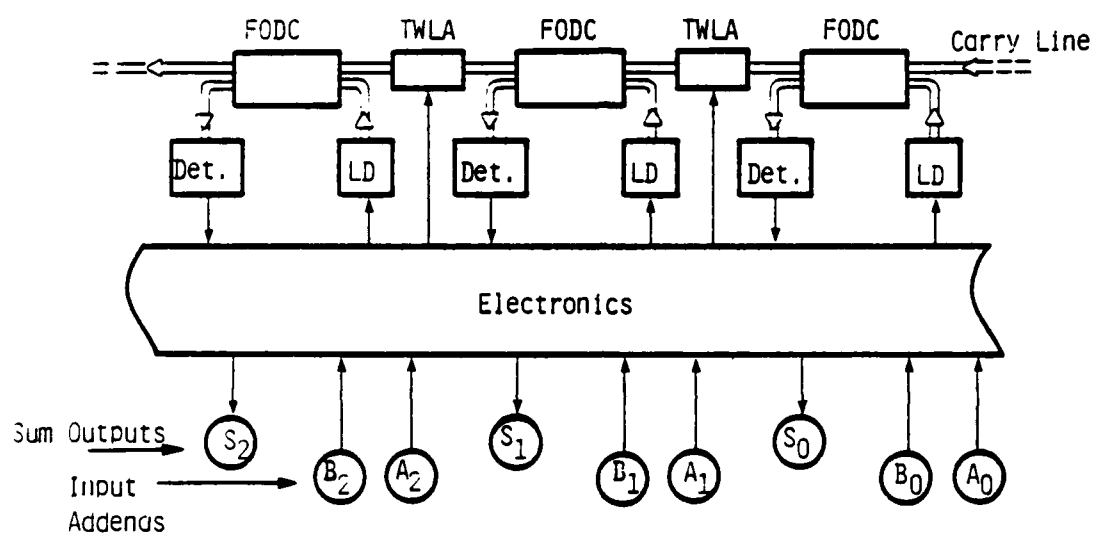 FODC TWLA FODC TWLA FODC
Carry Line
Det. LD Det. LD Det. LD
Electronics
Sum Outputs
S2 S1 S0
B2 A2 B1 A1 B0 A0
Input
Addenas